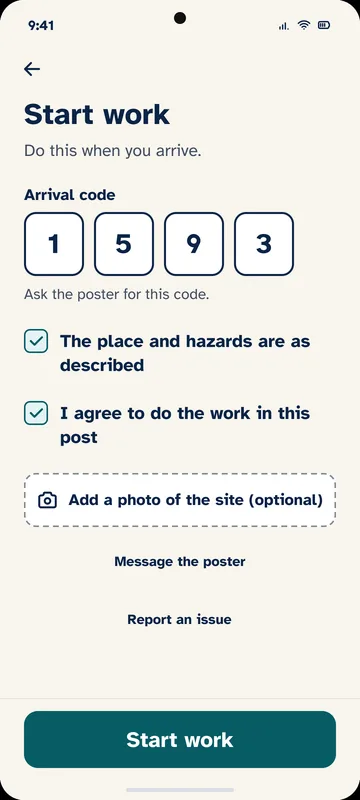 9:41
Start work
Do this when you arrive.
Arrival code
1 5 9 3
Ask the poster for this code.
The place and hazards are as
described
I agree to do the work in this
post
Add a photo of the site (optional)
Message the poster
Report an issue
Start work